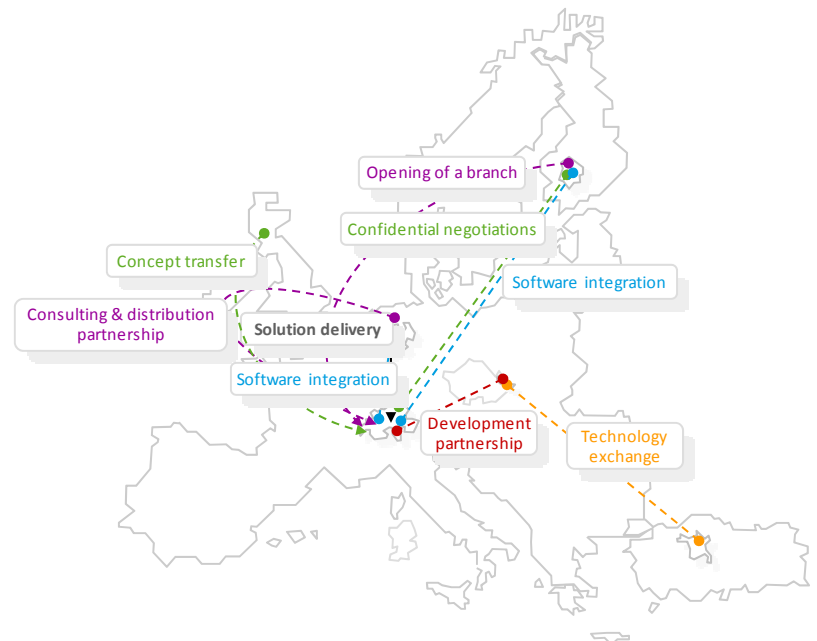 Opening of a branch
Confidential negotiations
Concept transfer
Software integration
Consulting & distribution
partnership
Solution delivery
Software integration
Development
partnership
Technology
exchange